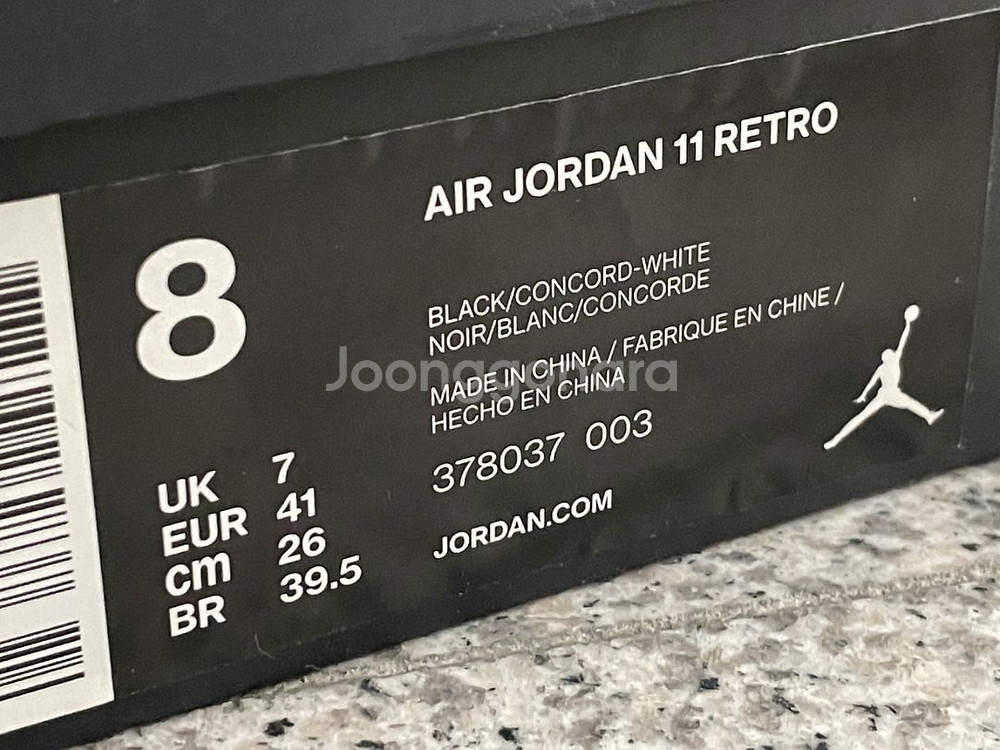 AIR JORDAN 11 RETRO
8
BLACK/CONCORD-WHITE
NOIR/BLANC/CONCORDE
MADE IN CHINA / FABRIQUE EN CHINE /
HECHO EN CHINA
378037 003
JORDAN.COM
UK 7
EUR 41
cm 26
BR 39.5
Joonggonara